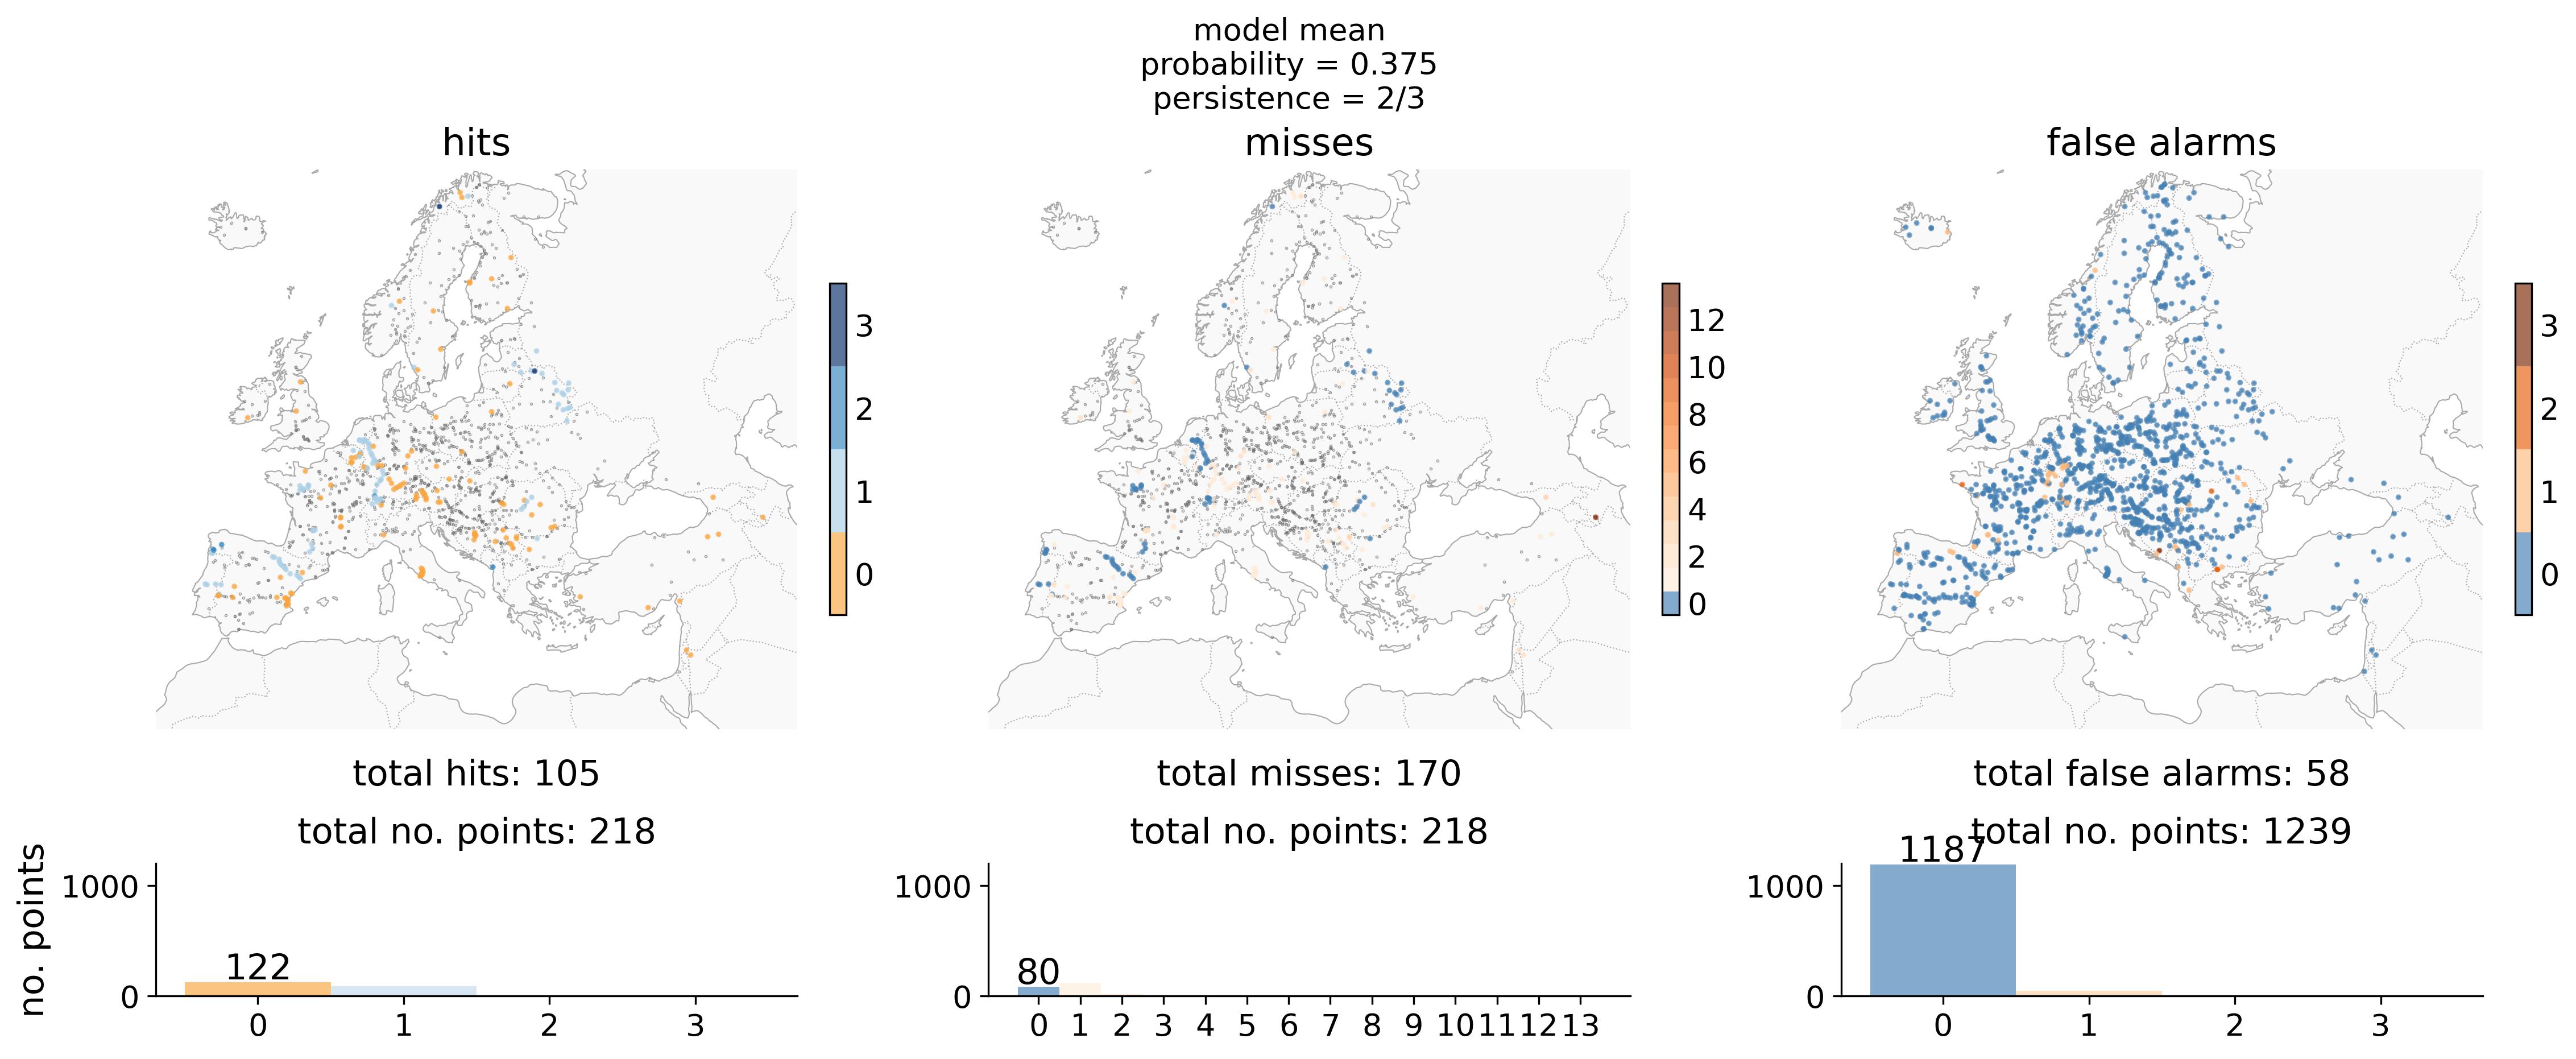 model mean
probability = 0.375
persistence = 2/3
hits
misses
false alarms
3
2
1
0
12
10
8
6
4
2
0
3
2
1
0
total hits: 105
total misses: 170
total false alarms: 58
total no. points: 218
total no. points: 218
total no. points: 1239
no. points
1000
0
122
0 1 2 3
1000
0
80
0 1 2 3 4 5 6 7 8 9 10 11 12 13
1000
0
1187
0 1 2 3